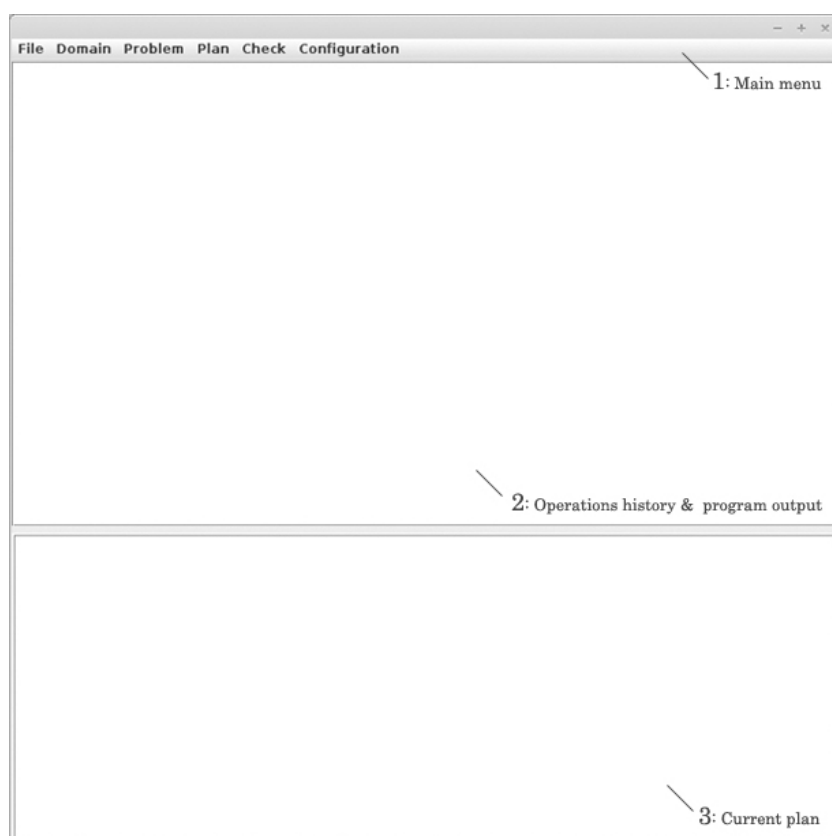 File Domain Problem Plan Check Configuration
1: Main menu
2: Operations history & program output
3: Current plan